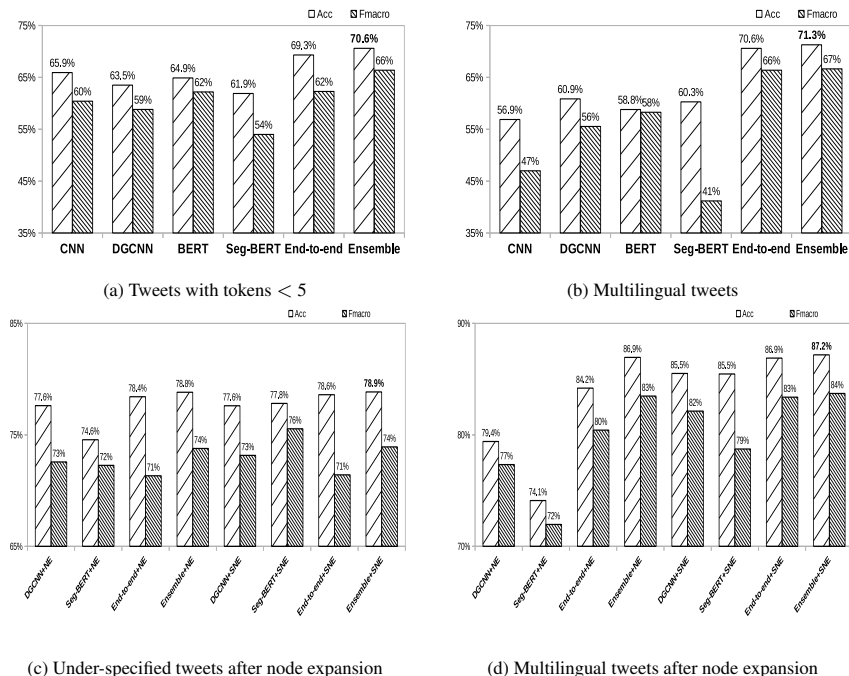 Acc Fmacro
75%
65%
55%
45%
35%
65.9%
60%
63.5%
59%
64.9%
62%
61.9%
54%
69.3%
62%
70.6%
66%
CNN DGCNN BERT Seg-BERT End-to-end Ensemble
(a) Tweets with tokens < 5
Acc Fmacro
75%
65%
55%
45%
35%
56.9%
47%
60.9%
56%
58.8%
58%
60.3%
41%
70.6%
66%
71.3%
67%
CNN DGCNN BERT Seg-BERT End-to-end Ensemble
(b) Multilingual tweets
Acc Fmacro
85%
75%
65%
77.6%
73%
74.6%
72%
78.4%
71%
78.8%
74%
77.6%
73%
77.8%
76%
78.6%
71%
78.9%
74%
DGCNN+NE
Seg-BERT+NE
End-to-end+NE
Ensemble+NE
DGCNN+SNE
Seg-BERT+SNE
End-to-end+SNE
Ensemble+SNE
(c) Under-specified tweets after node expansion
Acc Fmacro
90%
80%
70%
79.4%
77%
74.1%
72%
84.2%
80%
86.9%
83%
85.5%
82%
85.5%
79%
86.9%
83%
87.2%
84%
DGCNN+NE
Seg-BERT+NE
End-to-end+NE
Ensemble+NE
DGCNN+SNE
Seg-BERT+SNE
End-to-end+SNE
Ensemble+SNE
(d) Multilingual tweets after node expansion